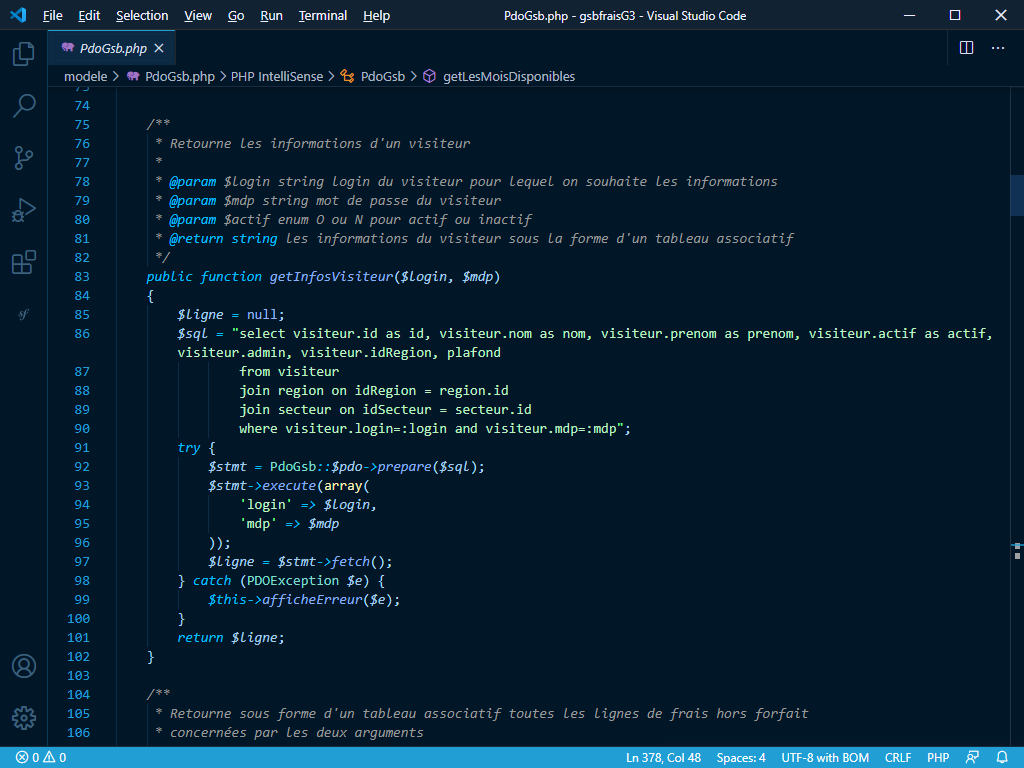 File Edit Selection View Go Run Terminal Help PdoGsb.php - gsbfraisG3 - Visual Studio Code
PdoGsb.php
modele > PdoGsb.php > PHP IntelliSense > PdoGsb > getLesMoisDisponibles
74
75 /**
76 * Retourne les informations d'un visiteur
77 *
78 * @param $login string login du visiteur pour lequel on souhaite les informations
79 * @param $mdp string mot de passe du visiteur
80 * @param $actif enum O ou N pour actif ou inactif
81 * @return string les informations du visiteur sous la forme d'un tableau associatif
82 */
83 public function getInfosVisiteur($login, $mdp)
84 {
85 $ligne = null;
86 $sql = "select visiteur.id as id, visiteur.nom as nom, visiteur.prenom as prenom, visiteur.actif as actif,
visiteur.admin, visiteur.idRegion, plafond
87 from visiteur
88 join region on idRegion = region.id
89 join secteur on idSecteur = secteur.id
90 where visiteur.login=:login and visiteur.mdp=:mdp";
91 try {
92 $stmt = PdoGsb::$pdo->prepare($sql);
93 $stmt->execute(array(
94 'login' => $login,
95 'mdp' => $mdp
96 ));
97 $ligne = $stmt->fetch();
98 } catch (PDOException $e) {
99 $this->afficheErreur($e);
100 }
101 return $ligne;
102 }
103
104 /**
105 * Retourne sous forme d'un tableau associatif toutes les lignes de frais hors forfait
106 * concernées par les deux arguments
0 0 Ln 378, Col 48 Spaces: 4 UTF-8 with BOM CRLF PHP